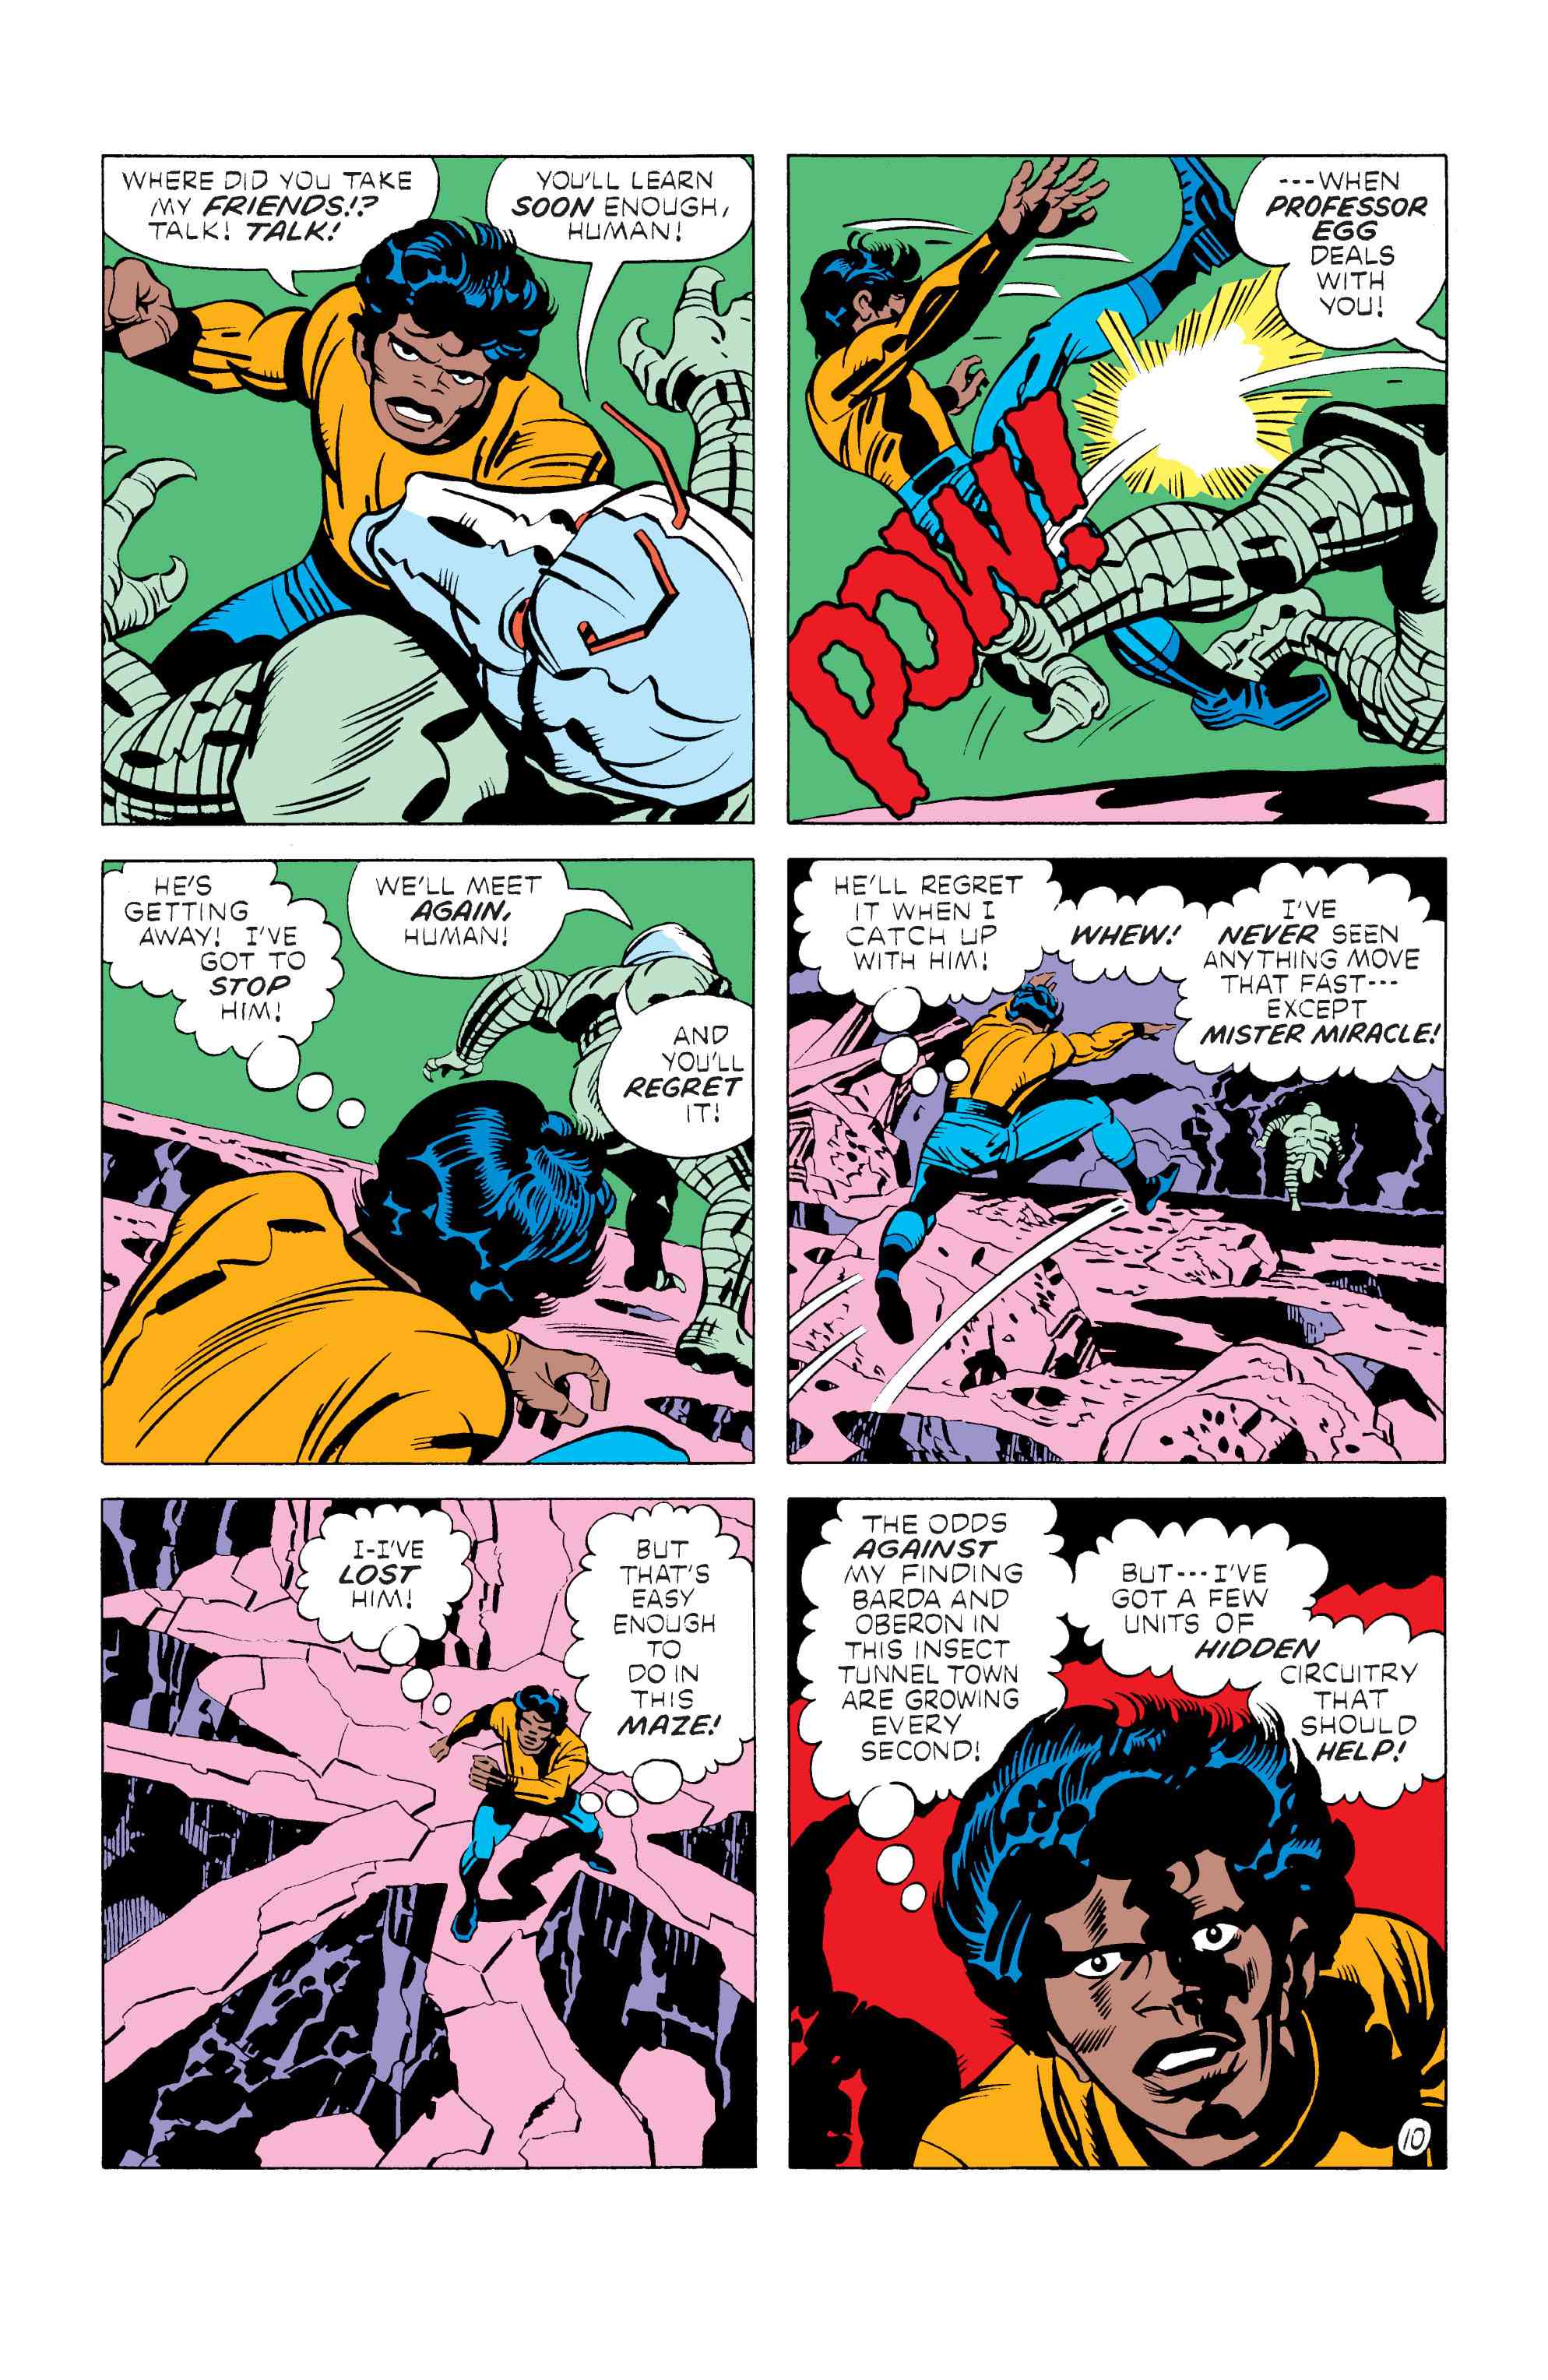 WHERE DID YOU TAKE
MY FRIENDS!?
TALK! TALK!
YOU'LL LEARN
SOON ENOUGH,
HUMAN!
---WHEN
PROFESSOR
EGG
DEALS
WITH
YOU!
POW!
HE'S
GETTING
AWAY! I'VE
GOT TO
STOP
HIM!
WE'LL MEET
AGAIN,
HUMAN!
AND
YOU'LL
REGRET
IT!
HE'LL REGRET
IT WHEN I
CATCH UP
WITH HIM!
WHEW!
I'VE
NEVER SEEN
ANYTHING MOVE
THAT FAST---
EXCEPT
MISTER MIRACLE!
I-I'VE
LOST
HIM!
BUT
THAT'S
EASY
ENOUGH
TO
DO IN
THIS
MAZE!
THE ODDS
AGAINST
MY FINDING
BARDA AND
OBERON IN
THIS INSECT
TUNNEL TOWN
ARE GROWING
EVERY
SECOND!
BUT---I'VE
GOT A FEW
UNITS OF
HIDDEN
CIRCUITRY
THAT
SHOULD
HELP!
10